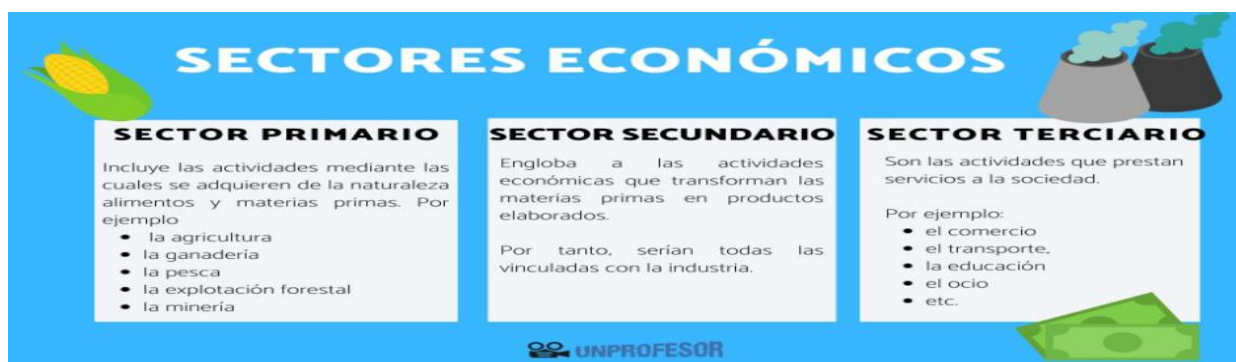 SECTORES ECONÓMICOS
SECTOR PRIMARIO
Incluye las actividades mediante las
cuales se adquieren de la naturaleza
alimentos y materias primas. Por
ejemplo
• la agricultura
• la ganadería
• la pesca
• la explotación forestal
• la minería
SECTOR SECUNDARIO
Engloba a las actividades
económicas que transforman las
materias primas en productos
elaborados.
Por tanto, serían todas las
vinculadas con la industria.
SECTOR TERCIARIO
Son las actividades que prestan
servicios a la sociedad.
Por ejemplo:
• el comercio
• el transporte,
• la educación
• el ocio
• etc.
UNPROFESOR